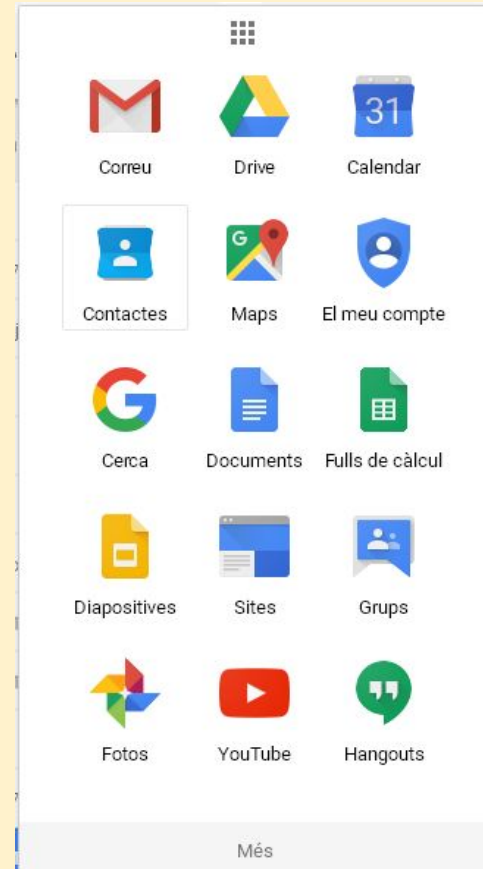 Correu Drive Calendar
31
Contactes Maps El meu compte
G
Cerca Documents Fulls de càlcul
Diapositives Sites Grups
Fotos YouTube Hangouts
Més